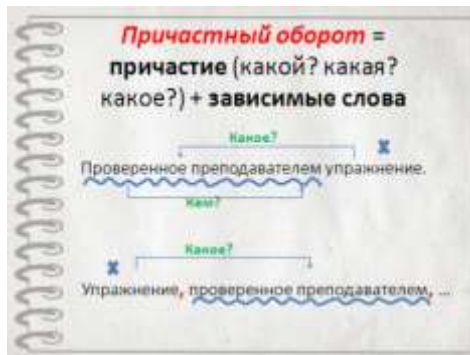 Причастный оборот =
причастие (какой? какая?
какое?) + зависимые слова
Какое?
х
Проверенное преподавателем упражнение.
Кем?
Какое?
х
Упражнение, проверенное преподавателем, ...